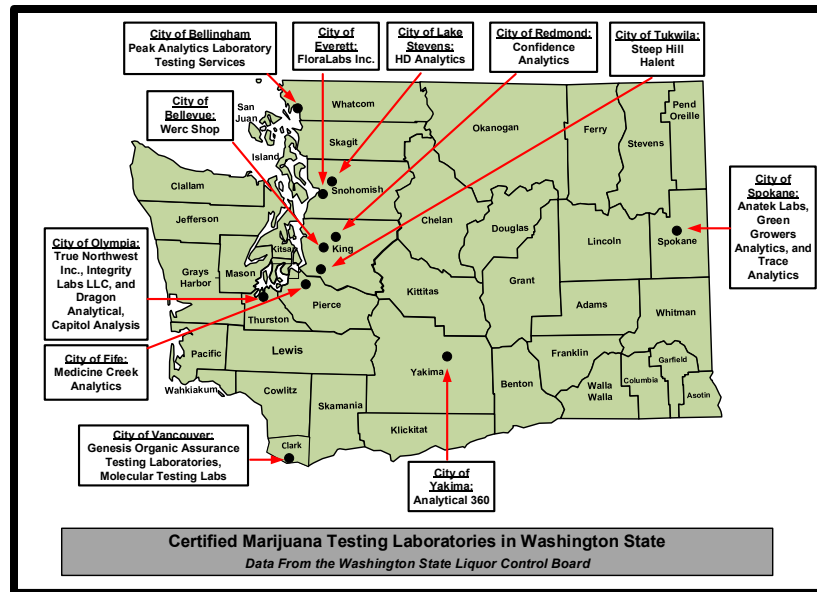 City of Bellingham
Peak Analytics Laboratory
Testing Services
City of
Everett:
FloraLabs Inc.
City of Lake
Stevens:
HD Analytics
City of Redmond:
Confidence
Analytics
City of Tukwila:
Steep Hill
Halent
City of
Bellevue:
Werc Shop
City of
Spokane:
Anatek Labs,
Green
Growers
Analytics, and
Trace
Analytics
City of Olympia:
True Northwest
Inc., Integrity
Labs LLC, and
Dragon
Analytical,
Capitol Analysis
City of Fife:
Medicine Creek
Analytics
City of Vancouver:
Genesis Organic Assurance
Testing Laboratories,
Molecular Testing Labs
City of
Yakima:
Analytical 360
San
Juan
Whatcom
Skagit
Island
Snohomish
Okanogan
Ferry
Stevens
Pend
Oreille
Clallam
Jefferson
Chelan
Douglas
Lincoln
Spokane
Kitsap
King
Grays
Harbor
Mason
Grant
Kittitas
Pierce
Thurston
Adams
Whitman
Pacific
Lewis
Yakima
Franklin
Garfield
Wahkiakum
Cowlitz
Skamania
Benton
Walla
Walla
Columbia
Asotin
Klickitat
Clark
Certified Marijuana Testing Laboratories in Washington State
Data From the Washington State Liquor Control Board